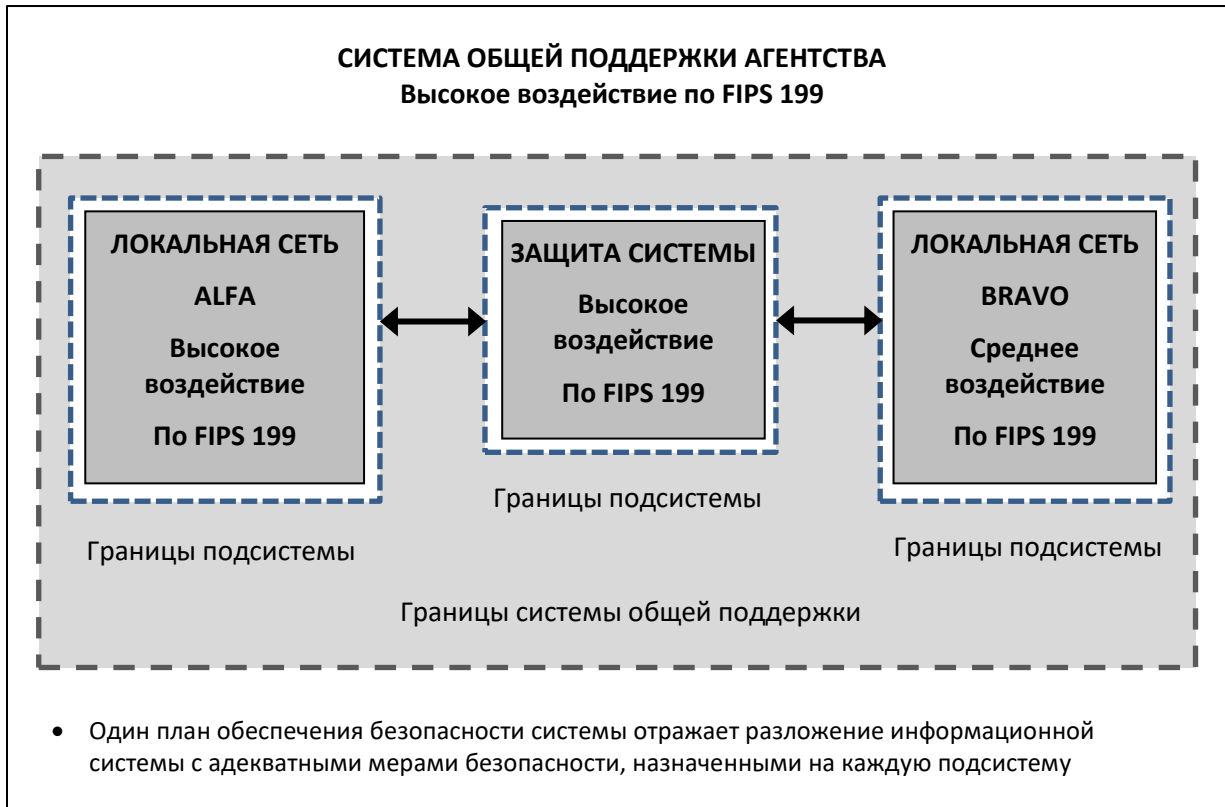 СИСТЕМА ОБЩЕЙ ПОДДЕРЖКИ АГЕНТСТВА
Высокое воздействие по FIPS 199
ЛОКАЛЬНАЯ СЕТЬ
ALFA
Высокое
воздействие
По FIPS 199
Границы подсистемы
ЗАЩИТА СИСТЕМЫ
Высокое
воздействие
По FIPS 199
Границы подсистемы
ЛОКАЛЬНАЯ СЕТЬ
BRAVO
Среднее
воздействие
По FIPS 199
Границы подсистемы
Границы системы общей поддержки
• Один план обеспечения безопасности системы отражает разложение информационной
системы с адекватными мерами безопасности, назначенными на каждую подсистему